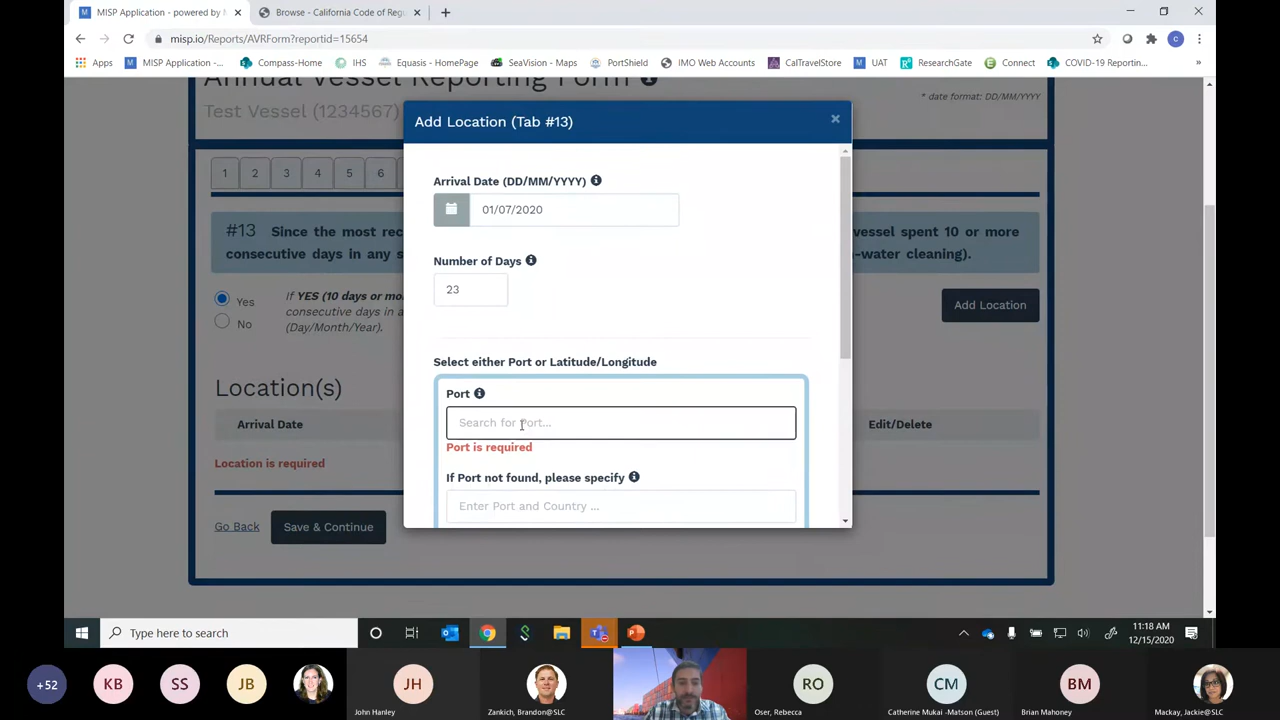 MISP Application - powered by M
Browse - California Code of Regu
misp.io/Reports/AVRForm?reportid=15654
C
Apps
MISP Application -...
Compass-Home
IHS
Equasis - HomePage
SeaVision - Maps
PortShield
IMO Web Accounts
CalTravelStore
UAT
ResearchGate
Connect
COVID-19 Reportin...
Annual Vessel Reporting Form
* date format: DD/MM/YYYY
Test Vessel (1234567)
Add Location (Tab #13)
1 2 3 4 5 6
Arrival Date (DD/MM/YYYY)
01/07/2020
#13 Since the most rec
vessel spent 10 or more
consecutive days in any s
-water cleaning).
Number of Days
23
Yes
No
If YES (10 days or mo
consecutive days in a
(Day/Month/Year).
Add Location
Select either Port or Latitude/Longitude
Location(s)
Port
Search for Port...
Port is required
Arrival Date
Edit/Delete
Location is required
If Port not found, please specify
Enter Port and Country ...
Go Back
Save & Continue
Type here to search
11:18 AM
12/15/2020
+52
KB
SS
JB
JH
John Hanley
Zankich, Brandon@SLC
RO
Oser, Rebecca
CM
Catherine Mukai -Matson (Guest)
BM
Brian Mahoney
Mackay, Jackie@SLC